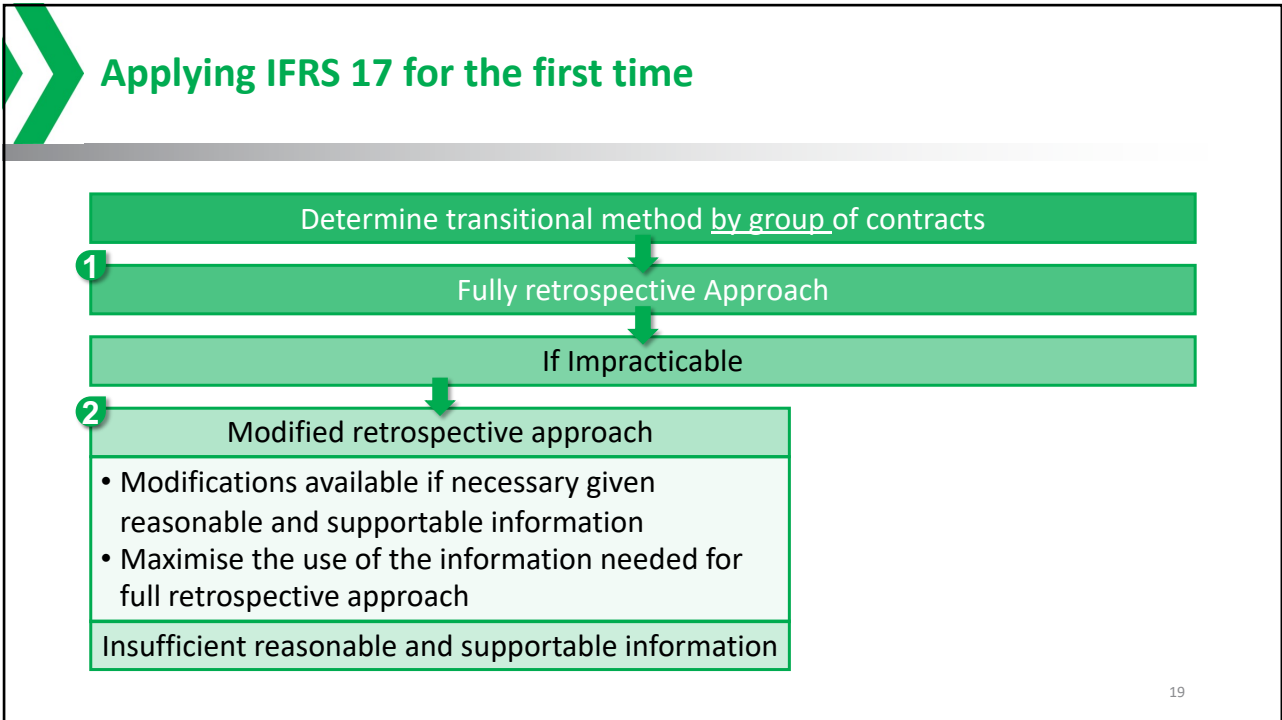 Applying IFRS 17 for the first time
Determine transitional method by group of contracts
1
Fully retrospective Approach
If Impracticable
2
Modified retrospective approach
• Modifications available if necessary given
reasonable and supportable information
• Maximise the use of the information needed for
full retrospective approach
Insufficient reasonable and supportable information
19